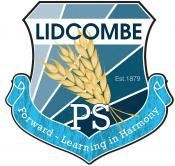 LIDCOMBE
Est.1879
PS
Forward - Learning in Harmony